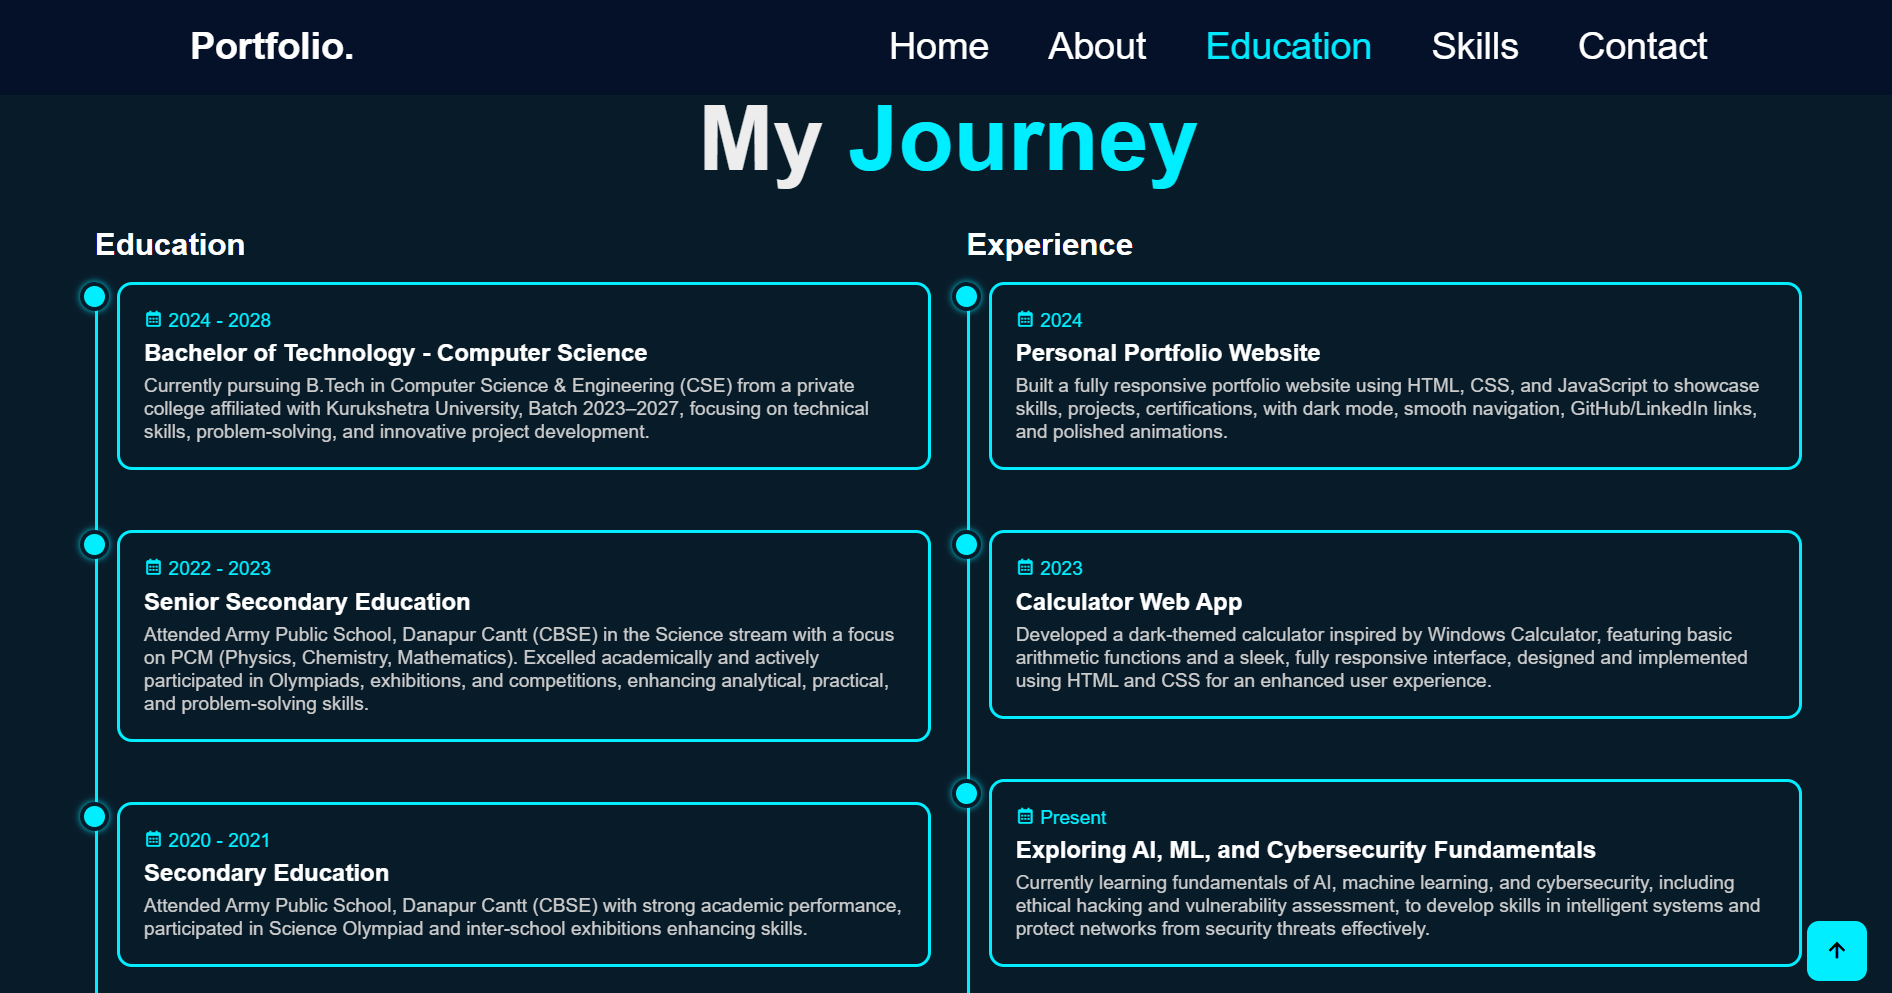 Portfolio.
Home About Education Skills Contact
My Journey
Education
2024 - 2028
Bachelor of Technology - Computer Science
Currently pursuing B.Tech in Computer Science & Engineering (CSE) from a private
college affiliated with Kurukshetra University, Batch 2023–2027, focusing on technical
skills, problem-solving, and innovative project development.
2022 - 2023
Senior Secondary Education
Attended Army Public School, Danapur Cantt (CBSE) in the Science stream with a focus
on PCM (Physics, Chemistry, Mathematics). Excelled academically and actively
participated in Olympiads, exhibitions, and competitions, enhancing analytical, practical,
and problem-solving skills.
2020 - 2021
Secondary Education
Attended Army Public School, Danapur Cantt (CBSE) with strong academic performance,
participated in Science Olympiad and inter-school exhibitions enhancing skills.
Experience
2024
Personal Portfolio Website
Built a fully responsive portfolio website using HTML, CSS, and JavaScript to showcase
skills, projects, certifications, with dark mode, smooth navigation, GitHub/LinkedIn links,
and polished animations.
2023
Calculator Web App
Developed a dark-themed calculator inspired by Windows Calculator, featuring basic
arithmetic functions and a sleek, fully responsive interface, designed and implemented
using HTML and CSS for an enhanced user experience.
Present
Exploring AI, ML, and Cybersecurity Fundamentals
Currently learning fundamentals of AI, machine learning, and cybersecurity, including
ethical hacking and vulnerability assessment, to develop skills in intelligent systems and
protect networks from security threats effectively.